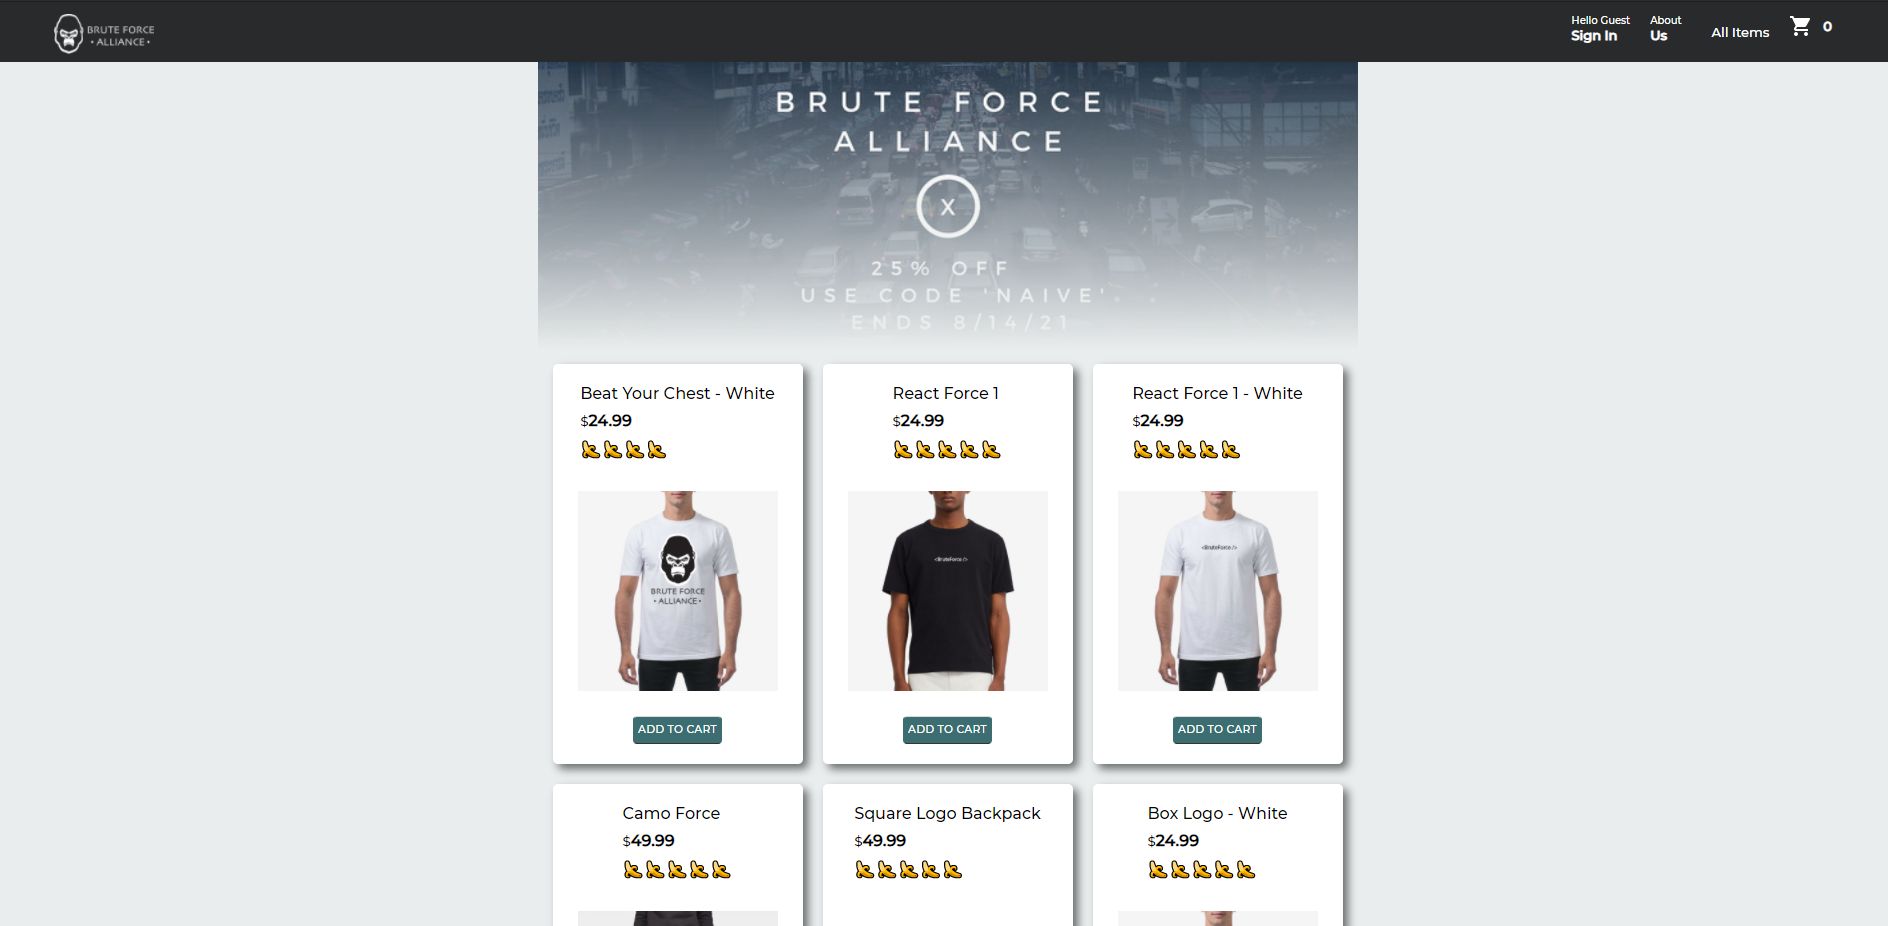 BRUTE FORCE
• ALLIANCE •
Hello Guest
Sign In
About
Us
All Items
0
BRUTE FORCE
ALLIANCE
X
25% OFF
USE CODE 'NAIVE'
ENDS 8/14/21
Beat Your Chest - White
$24.99
BRUTE FORCE
• ALLIANCE •
ADD TO CART
React Force 1
$24.99
<BruteForce />
ADD TO CART
React Force 1 - White
$24.99
<BruteForce />
ADD TO CART
Camo Force
$49.99
Square Logo Backpack
$49.99
Box Logo - White
$24.99